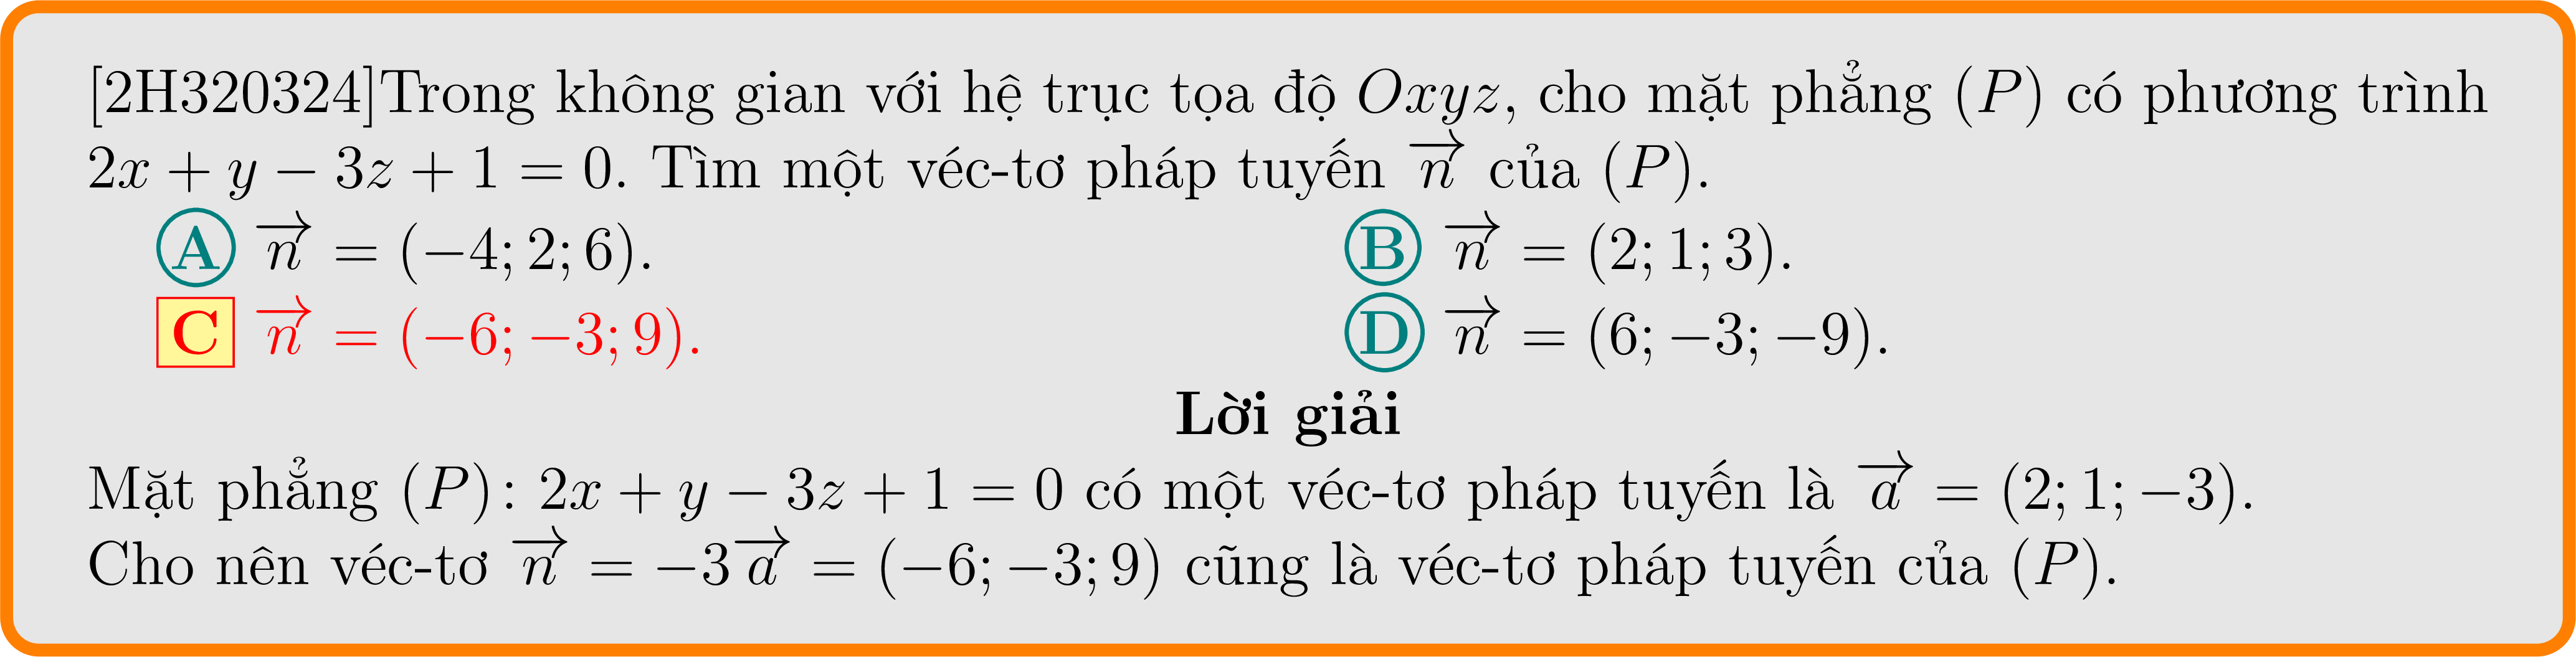 [2H320324]Trong không gian với hệ trục tọa độ Oxyz, cho mặt phẳng (P) có phương trình
2x + y − 3z + 1 = 0. Tìm một véc-tơ pháp tuyến \overrightarrow{n} của (P).
A \overrightarrow{n} = (−4; 2; 6). B \overrightarrow{n} = (2; 1; 3).
C \overrightarrow{n} = (−6; −3; 9). D \overrightarrow{n} = (6; −3; −9).
Lời giải
Mặt phẳng (P): 2x + y − 3z + 1 = 0 có một véc-tơ pháp tuyến là \overrightarrow{a} = (2; 1; −3).
Cho nên véc-tơ \overrightarrow{n} = −3\overrightarrow{a} = (−6; −3; 9) cũng là véc-tơ pháp tuyến của (P).